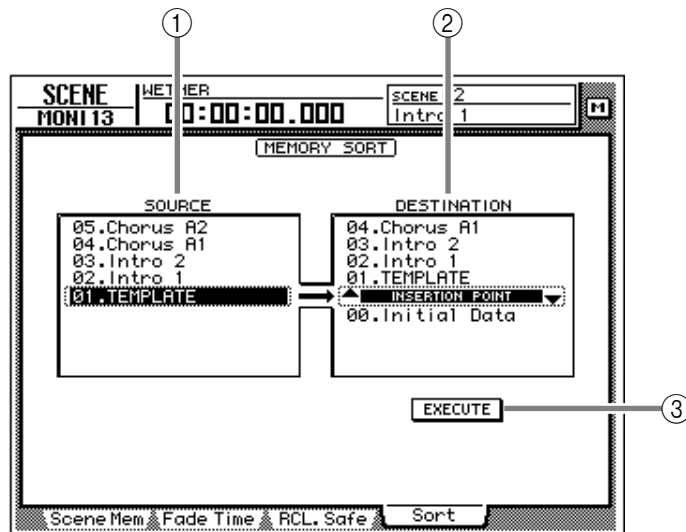 ① ②
SCENE
MONI 13
WETHER
00:00:00.000
SCENE 2
Intro 1
M
MEMORY SORT
SOURCE
05.Chorus A2
04.Chorus A1
03.Intro 2
02.Intro 1
01.TEMPLATE
DESTINATION
04.Chorus A1
03.Intro 2
02.Intro 1
01.TEMPLATE
INSERTION POINT
00.Initial Data
EXECUTE
③
Scene Mem Fade Time RCL. Safe Sort